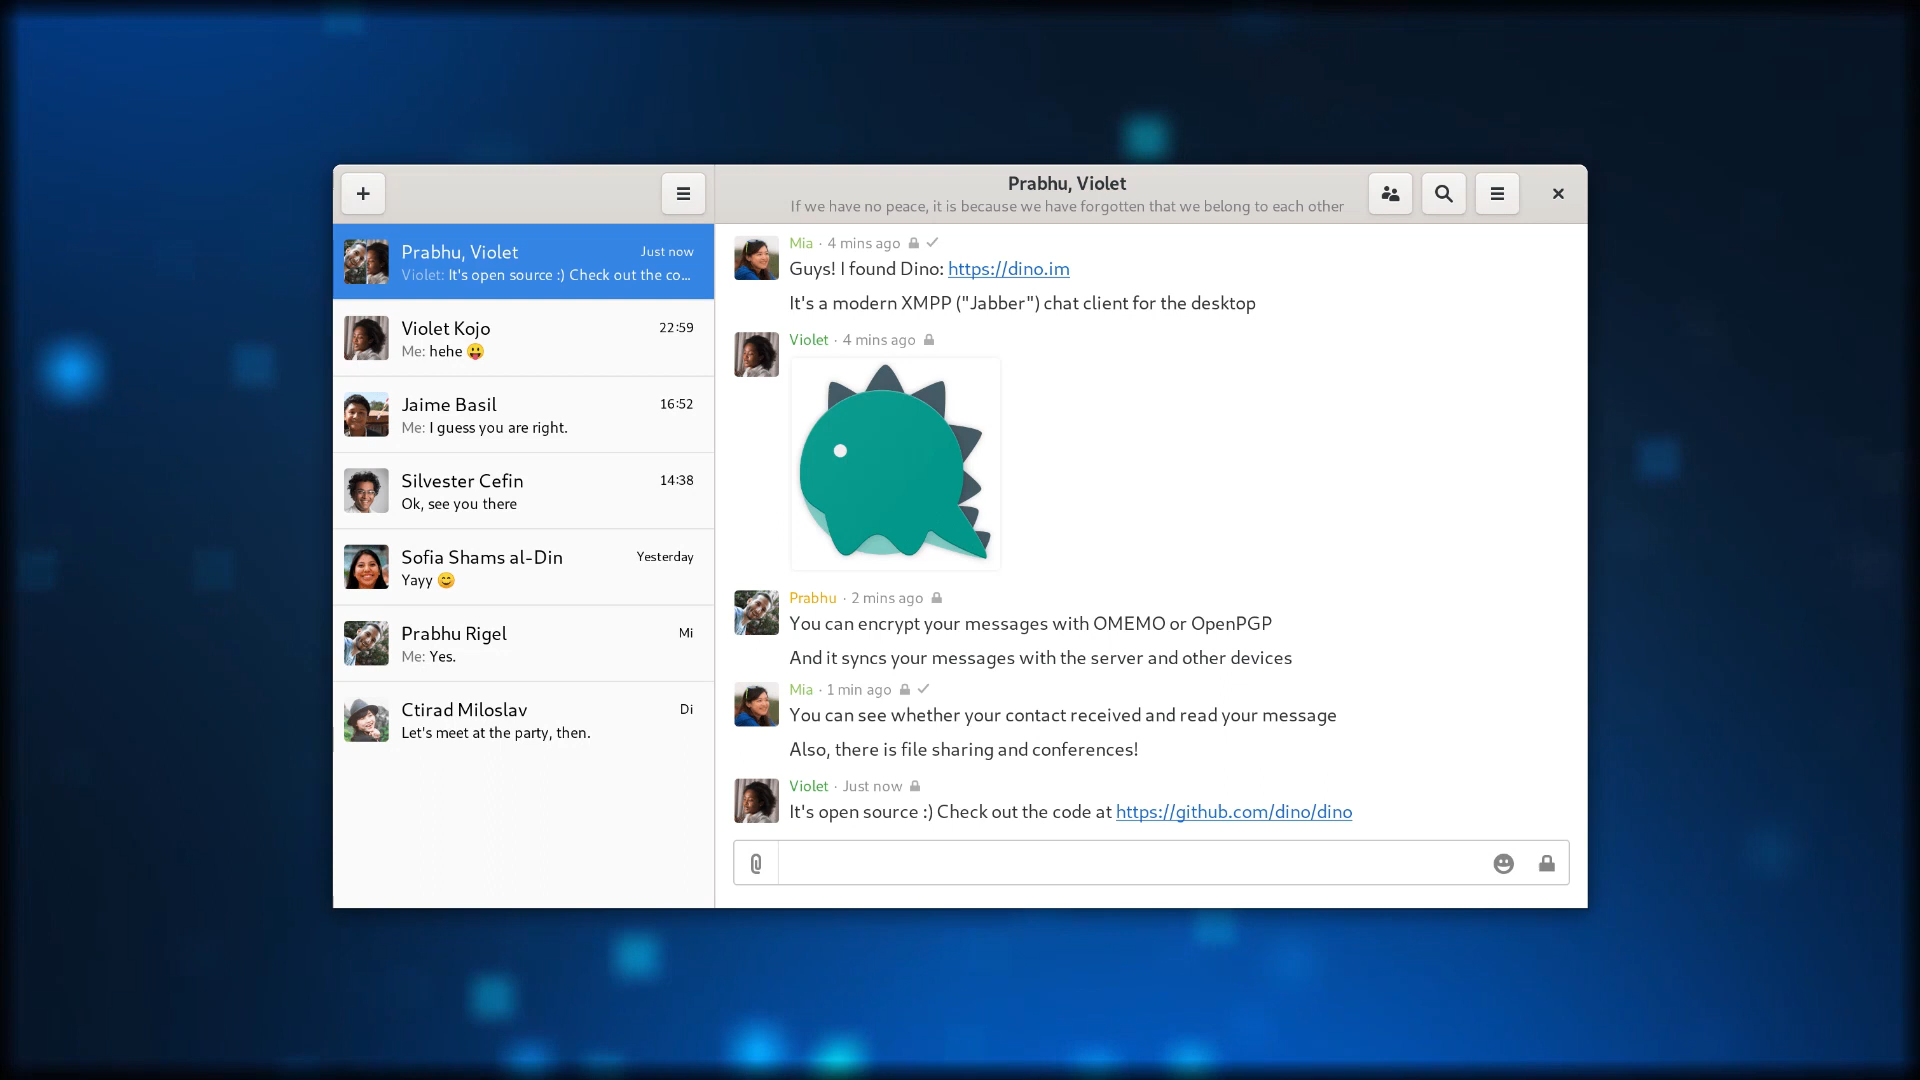 Prabhu, Violet
Just now
Violet: It's open source :) Check out the co...
Violet Kojo
22:59
Me: hehe 😛
Jaime Basil
16:52
Me: I guess you are right.
Silvester Cefin
14:38
Ok, see you there
Sofia Shams al-Din
Yesterday
Yayy 😊
Prabhu Rigel
Mi
Me: Yes.
Ctirad Miloslav
Di
Let's meet at the party, then.
Prabhu, Violet
If we have no peace, it is because we have forgotten that we belong to each other
Mia · 4 mins ago
Guys! I found Dino: https://dino.im
It's a modern XMPP ("Jabber") chat client for the desktop
Violet · 4 mins ago
Prabhu · 2 mins ago
You can encrypt your messages with OMEMO or OpenPGP
And it syncs your messages with the server and other devices
Mia · 1 min ago
You can see whether your contact received and read your message
Also, there is file sharing and conferences!
Violet · Just now
It's open source :) Check out the code at https://github.com/dino/dino